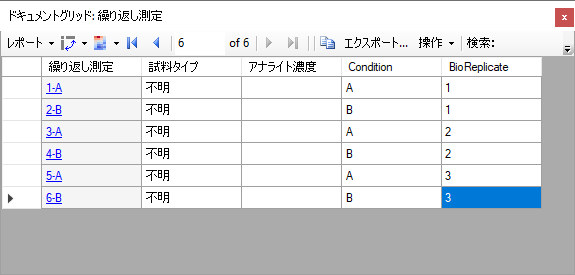 ドキュメントグリッド: 繰り返し測定 x
レポート 6 of 6 エクスポート... 操作 検索:
繰り返し測定 試料タイプ アナライト濃度 Condition BioReplicate
1-A 不明 A 1
2-B 不明 B 1
3-A 不明 A 2
4-B 不明 B 2
5-A 不明 A 3
6-B 不明 B 3